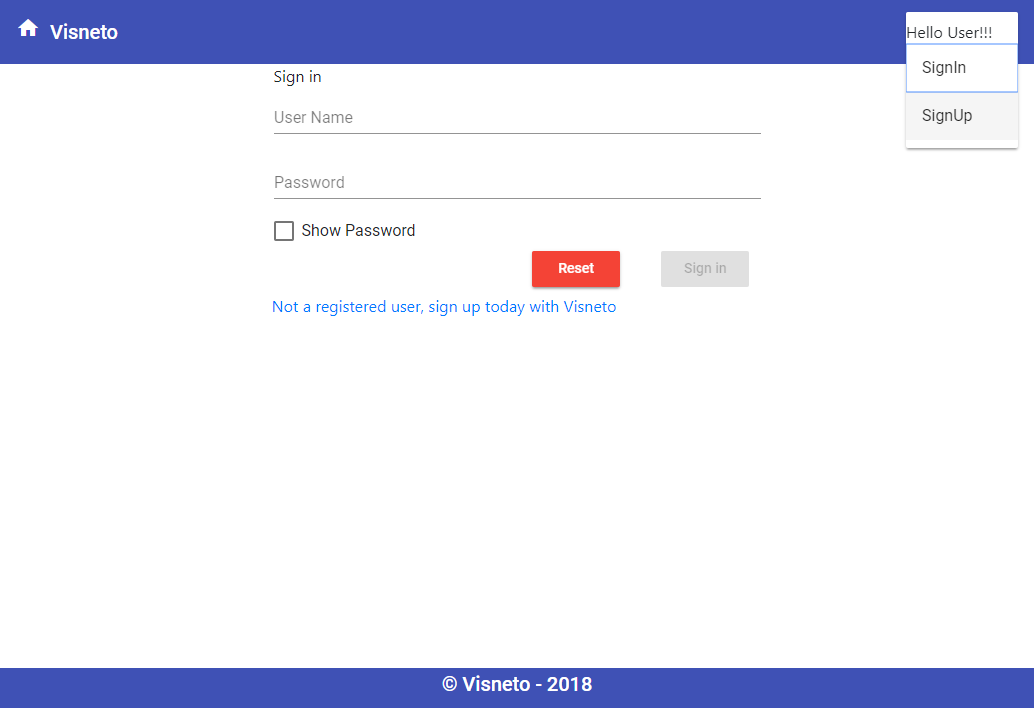 Visneto
Hello User!!!
SignIn
SignUp
Sign in
User Name
Password
Show Password
Reset
Sign in
Not a registered user, sign up today with Visneto
© Visneto - 2018